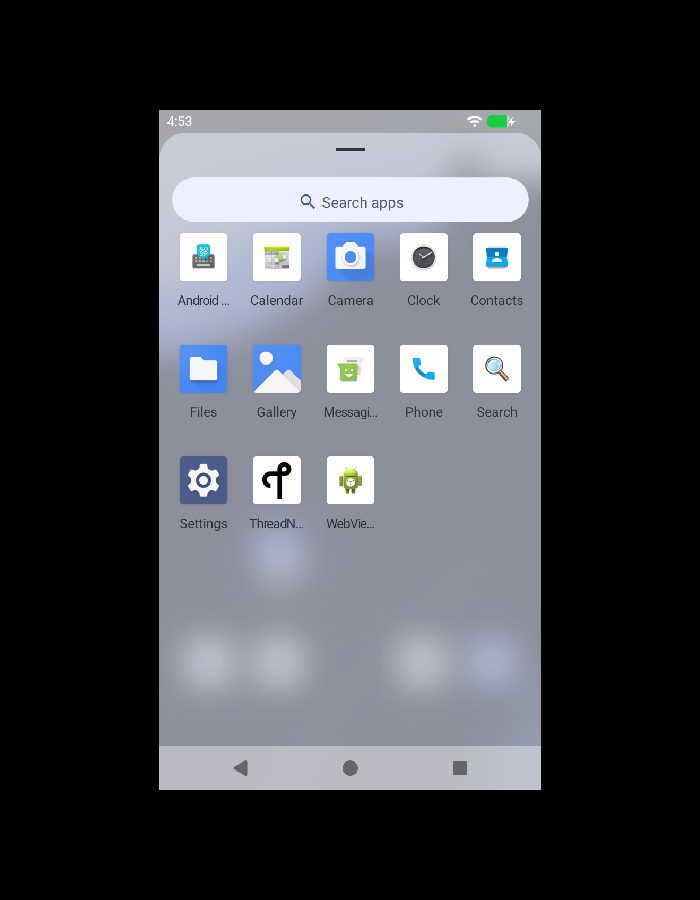 4:53
Search apps
Android ... Calendar Camera Clock Contacts
Files Gallery Messagi... Phone Search
Settings ThreadN... WebVie...